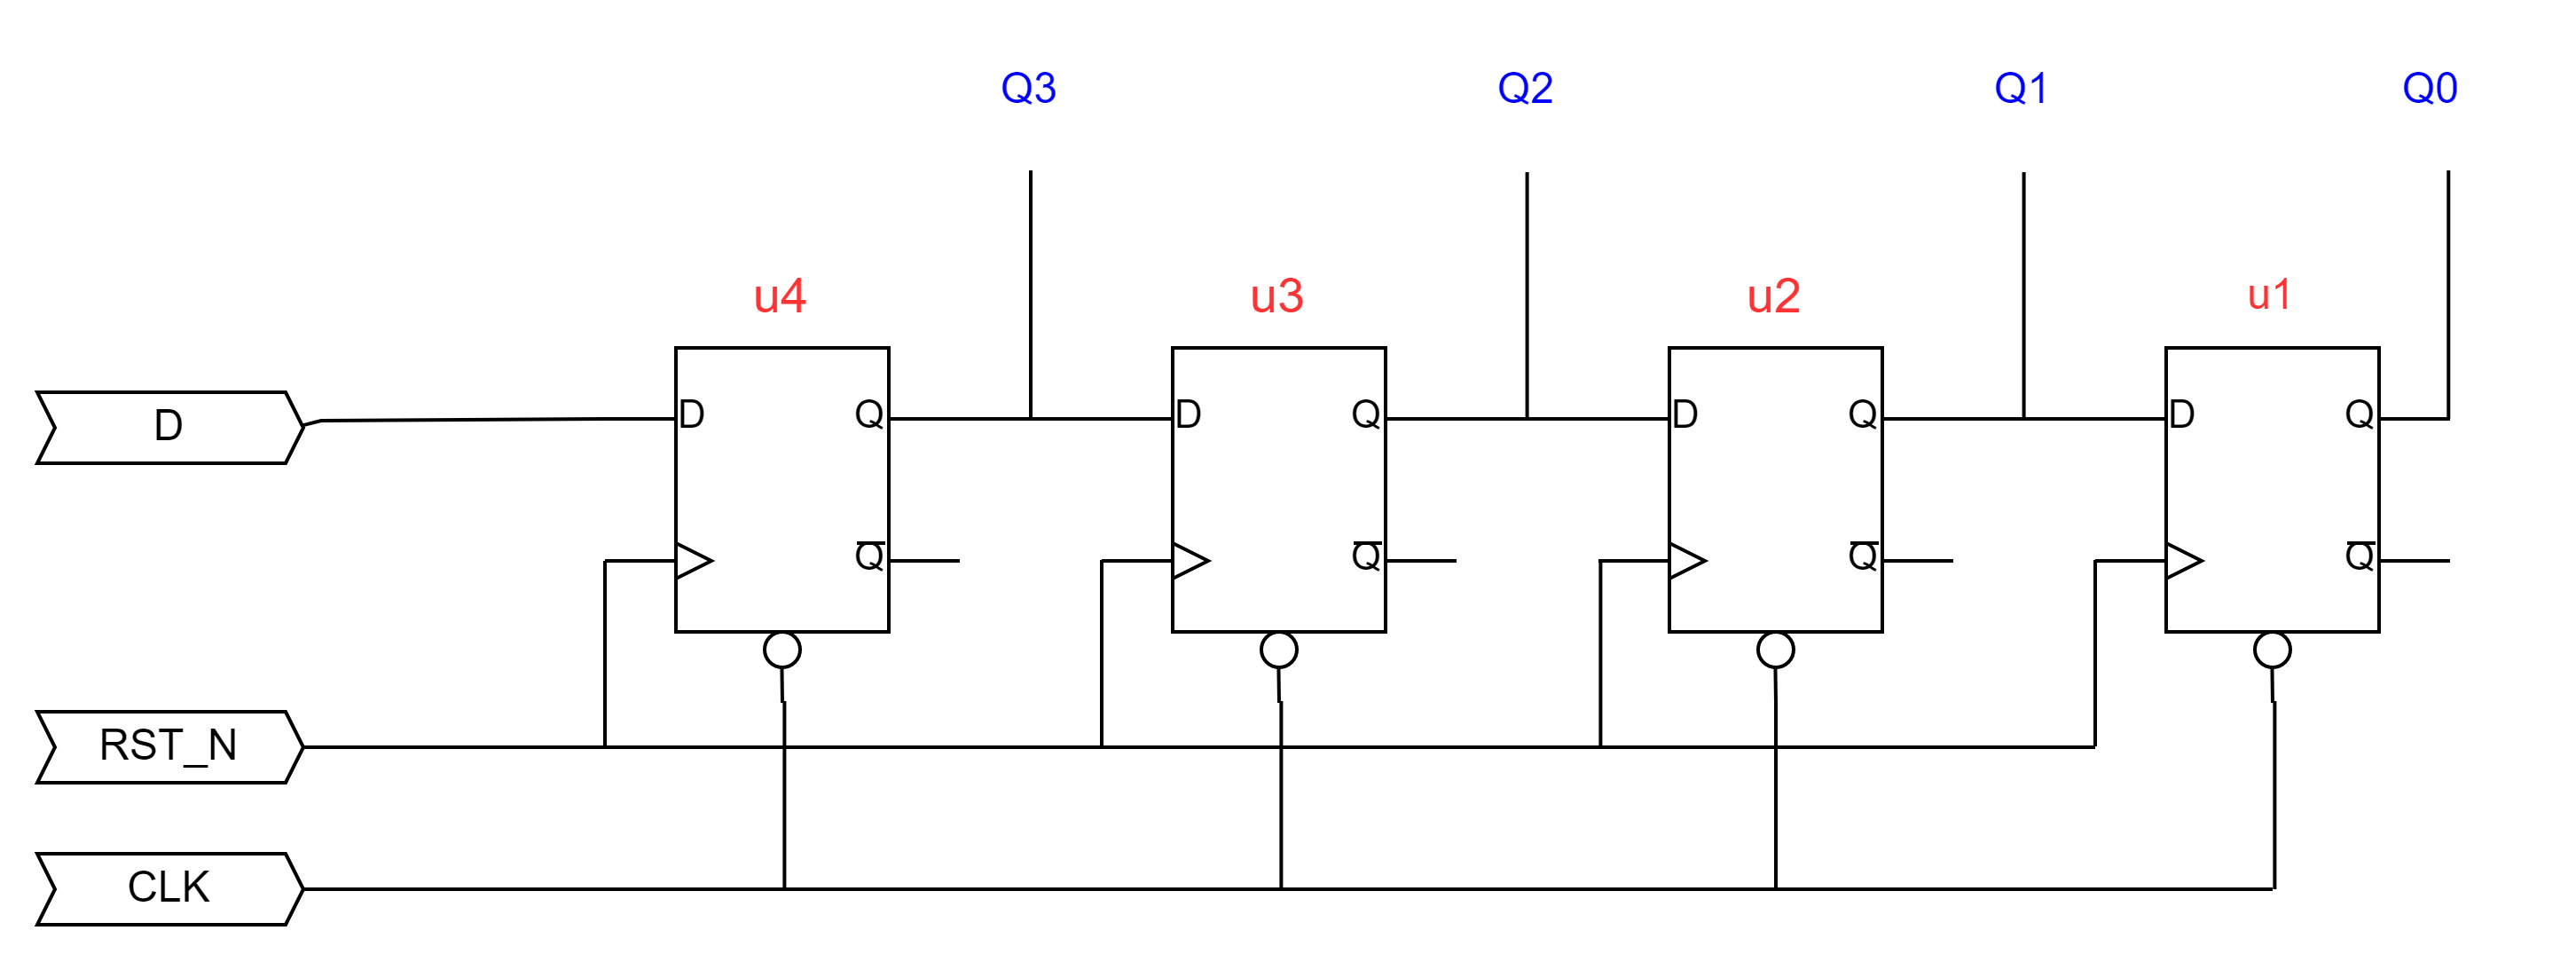 Q3 Q2 Q1 Q0
u4 u3 u2 u1
D D Q D Q D Q D Q
Q̅ Q̅ Q̅ Q̅
RST_N
CLK